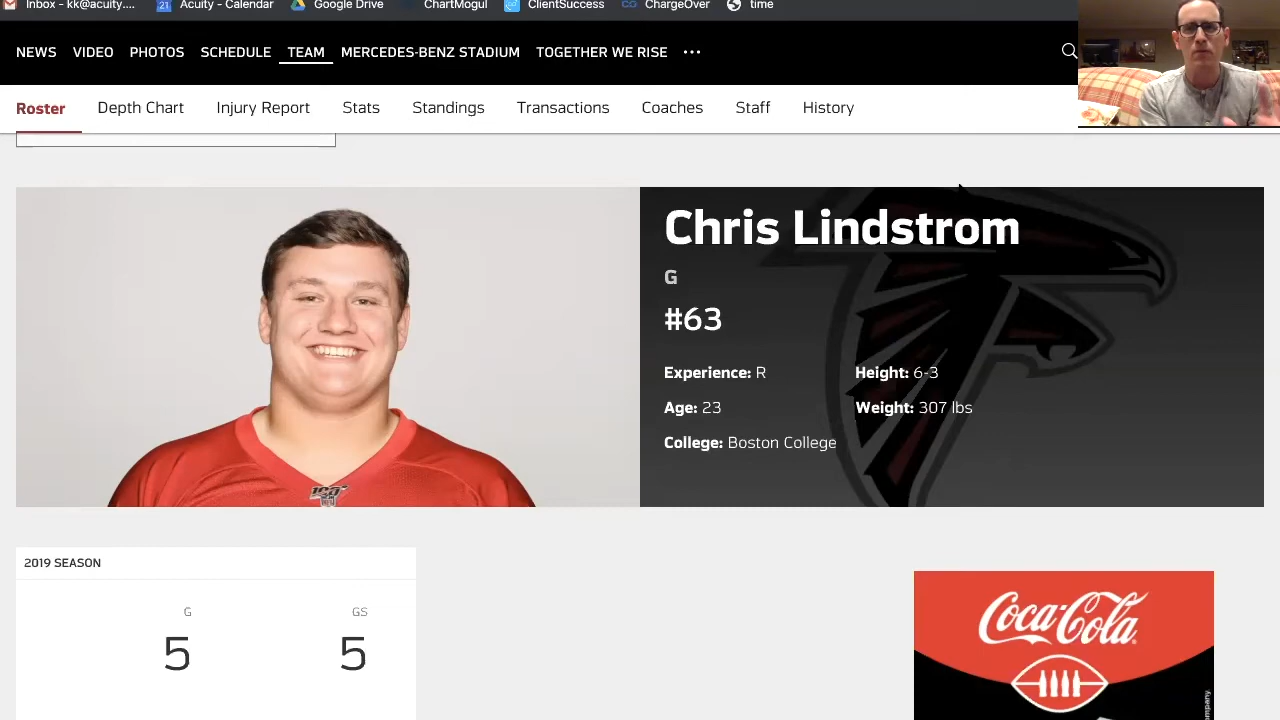 Inbox - kk@acuity....
21
Acuity - Calendar
Google Drive
ChartMogul
ClientSuccess
CO
ChargeOver
time
NEWS
VIDEO
PHOTOS
SCHEDULE
TEAM
MERCEDES-BENZ STADIUM
TOGETHER WE RISE
Roster
Depth Chart
Injury Report
Stats
Standings
Transactions
Coaches
Staff
History
Chris Lindstrom
G
#63
Experience: R
Height: 6-3
Age: 23
Weight: 307 lbs
College: Boston College
2019 SEASON
G
GS
5
5
Coca-Cola